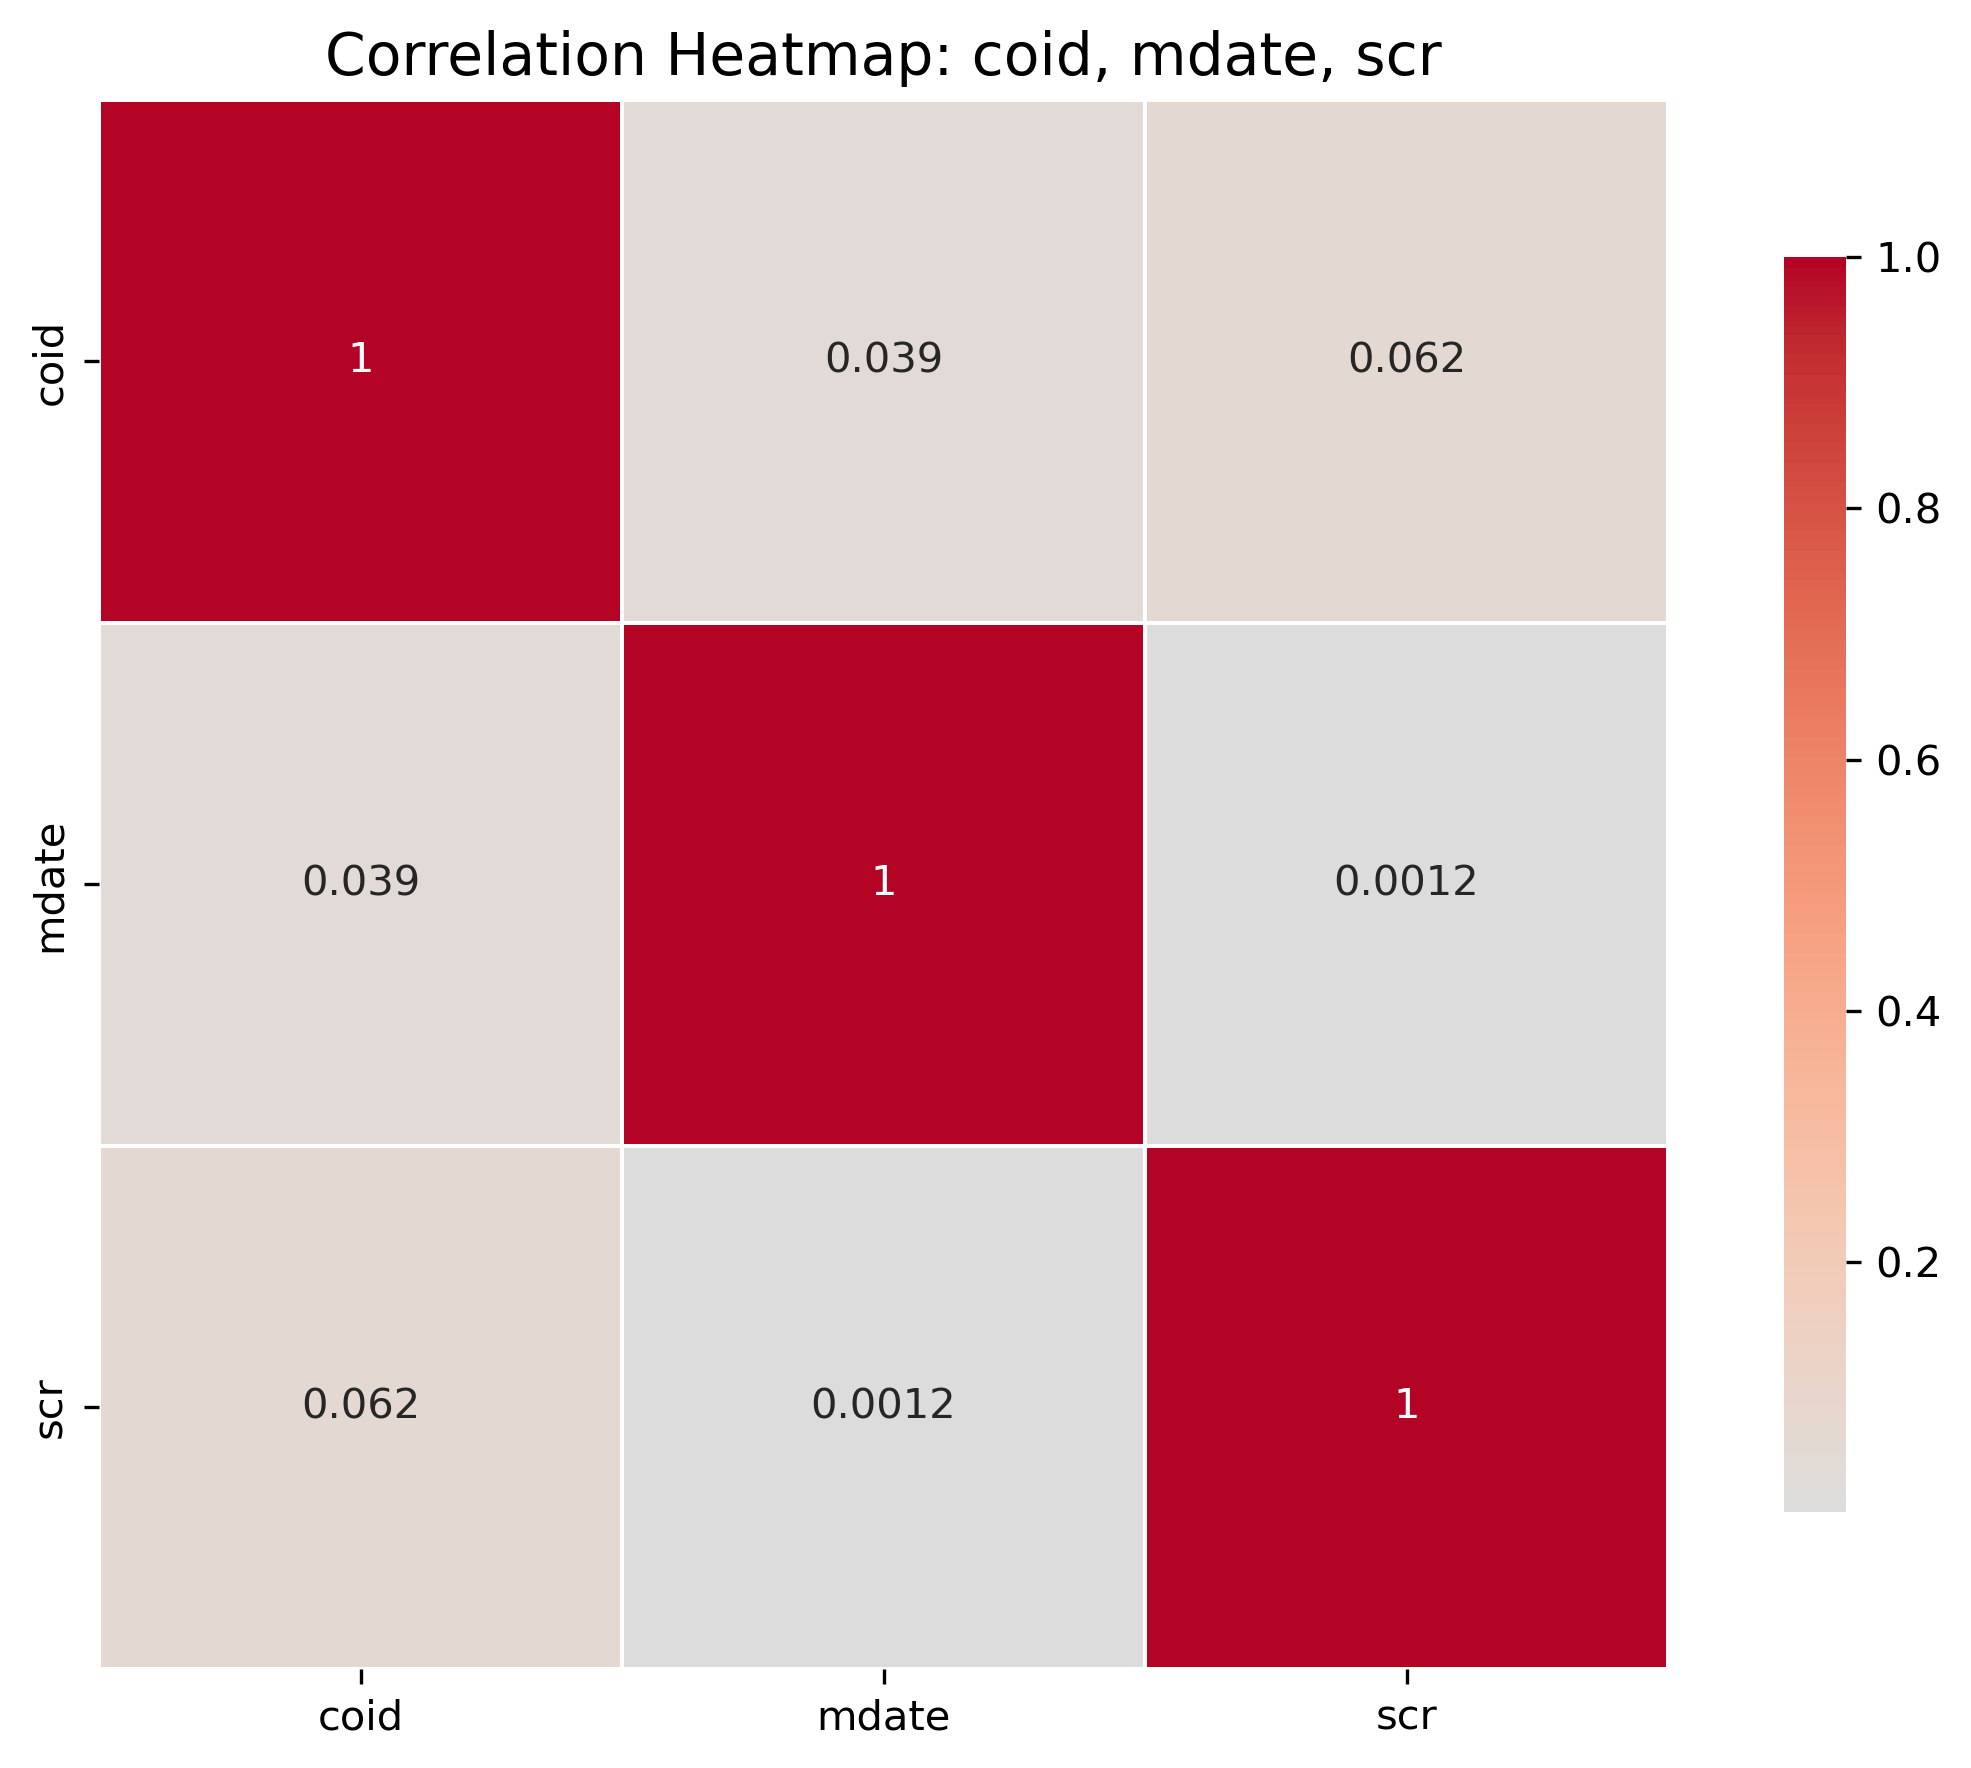 Correlation Heatmap: coid, mdate, scr
coid 1 0.039 0.062
mdate 0.039 1 0.0012
scr 0.062 0.0012 1
coid mdate scr
1.0
0.8
0.6
0.4
0.2